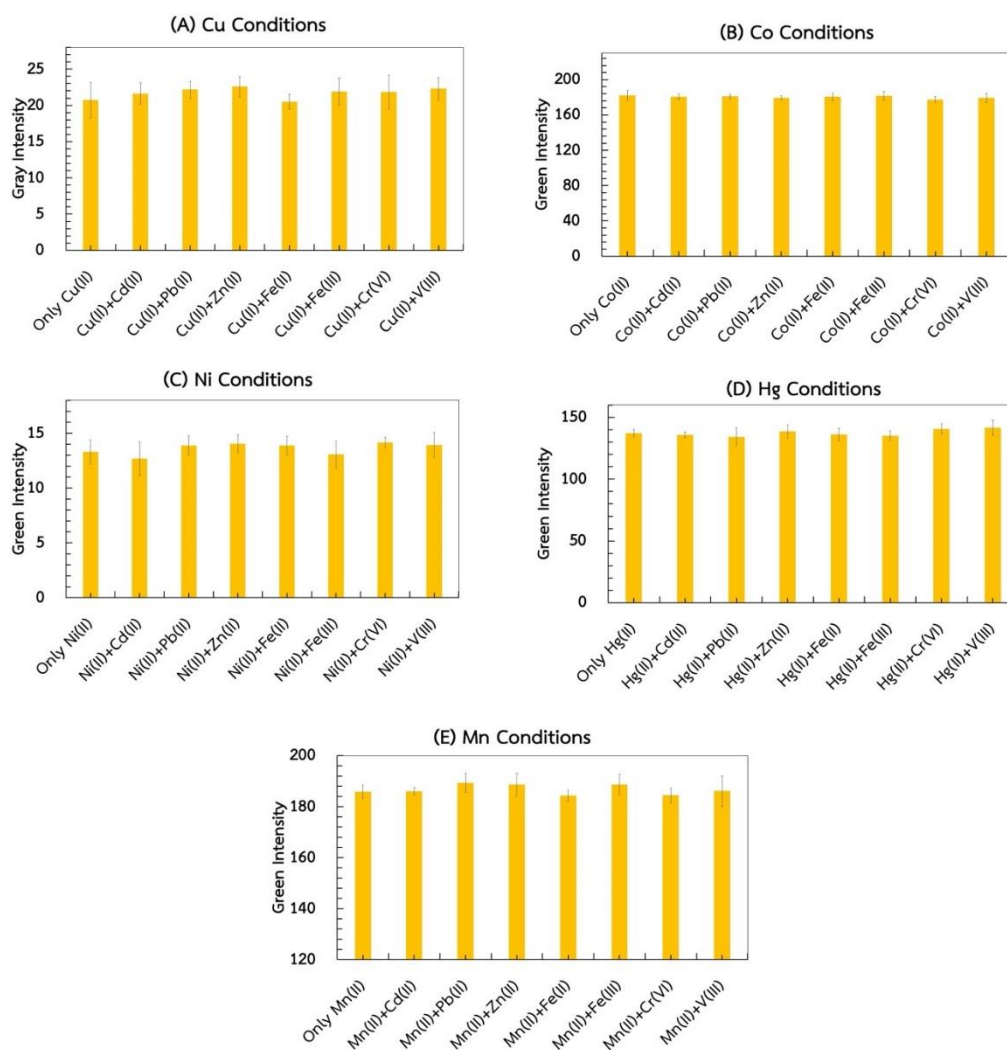 (A) Cu Conditions
Gray Intensity
25
20
15
10
5
0
Only Cu(II)
Cu(II)+Cd(II)
Cu(II)+Pb(II)
Cu(II)+Zn(II)
Cu(II)+Fe(II)
Cu(II)+Fe(III)
Cu(II)+Cr(VI)
Cu(II)+V(III)
(B) Co Conditions
Green Intensity
200
160
120
80
40
0
Only Co(II)
Co(II)+Cd(II)
Co(II)+Pb(II)
Co(II)+Zn(II)
Co(II)+Fe(II)
Co(II)+Fe(III)
Co(II)+Cr(VI)
Co(II)+V(III)
(C) Ni Conditions
Green Intensity
15
10
5
0
Only Ni(II)
Ni(II)+Cd(II)
Ni(II)+Pb(II)
Ni(II)+Zn(II)
Ni(II)+Fe(II)
Ni(II)+Fe(III)
Ni(II)+Cr(VI)
Ni(II)+V(III)
(D) Hg Conditions
Green Intensity
150
100
50
0
Only Hg(II)
Hg(II)+Cd(II)
Hg(II)+Pb(II)
Hg(II)+Zn(II)
Hg(II)+Fe(II)
Hg(II)+Fe(III)
Hg(II)+Cr(VI)
Hg(II)+V(III)
(E) Mn Conditions
Green Intensity
200
180
160
140
120
Only Mn(II)
Mn(II)+Cd(II)
Mn(II)+Pb(II)
Mn(II)+Zn(II)
Mn(II)+Fe(II)
Mn(II)+Fe(III)
Mn(II)+Cr(VI)
Mn(II)+V(III)